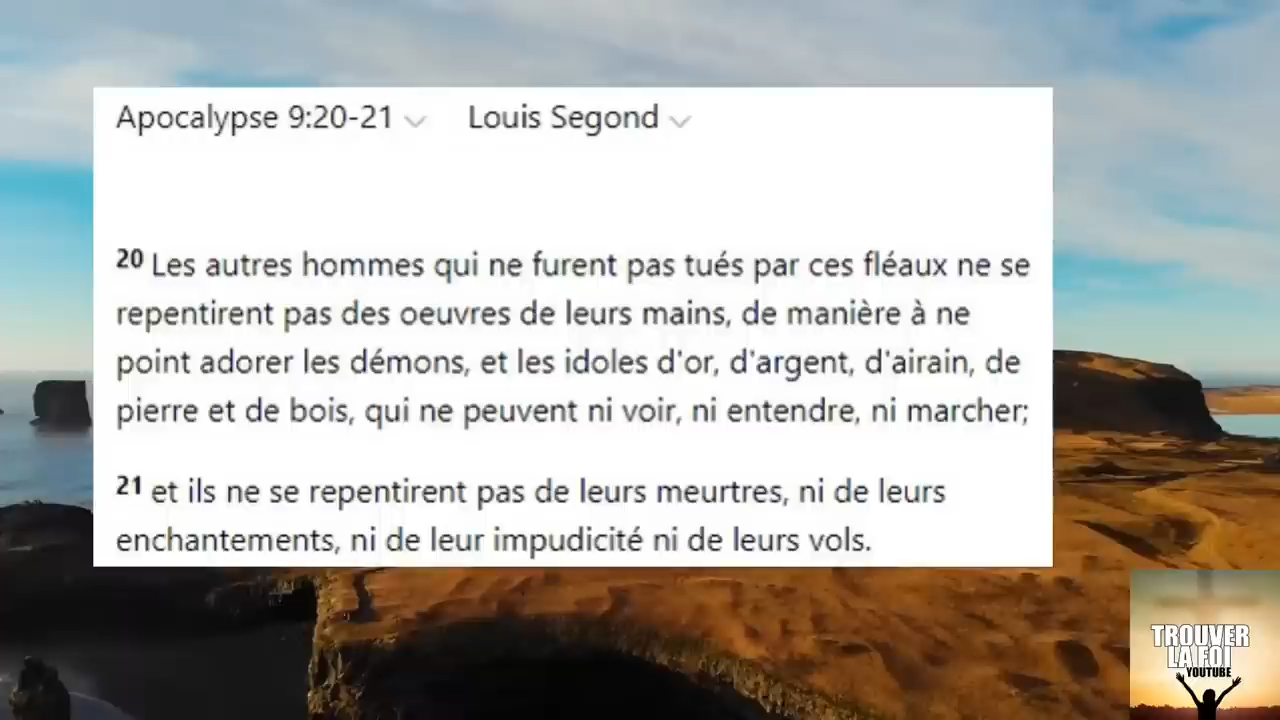 Apocalypse 9:20-21 Louis Segond
20 Les autres hommes qui ne furent pas tués par ces fléaux ne se
repentirent pas des oeuvres de leurs mains, de manière à ne
point adorer les démons, et les idoles d'or, d'argent, d'airain, de
pierre et de bois, qui ne peuvent ni voir, ni entendre, ni marcher;
21 et ils ne se repentirent pas de leurs meurtres, ni de leurs
enchantements, ni de leur impudicité ni de leurs vols.
TROUVER
LA FOI
YOUTUBE